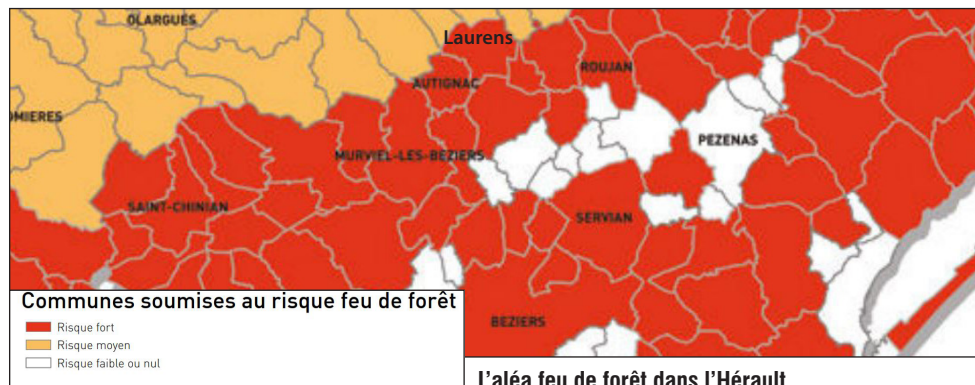 OLARGUES
Laurens
ROUJAN
AUTIGNAC
OMIERES
PEZENAS
MURVIEL-LES-BEZIERS
SAINT-CHINIAN
SERVIAN
BEZIERS
Communes soumises au risque feu de forêt
Risque fort
Risque moyen
Risque faible ou nul
L'aléa feu de forêt dans l'Hérault